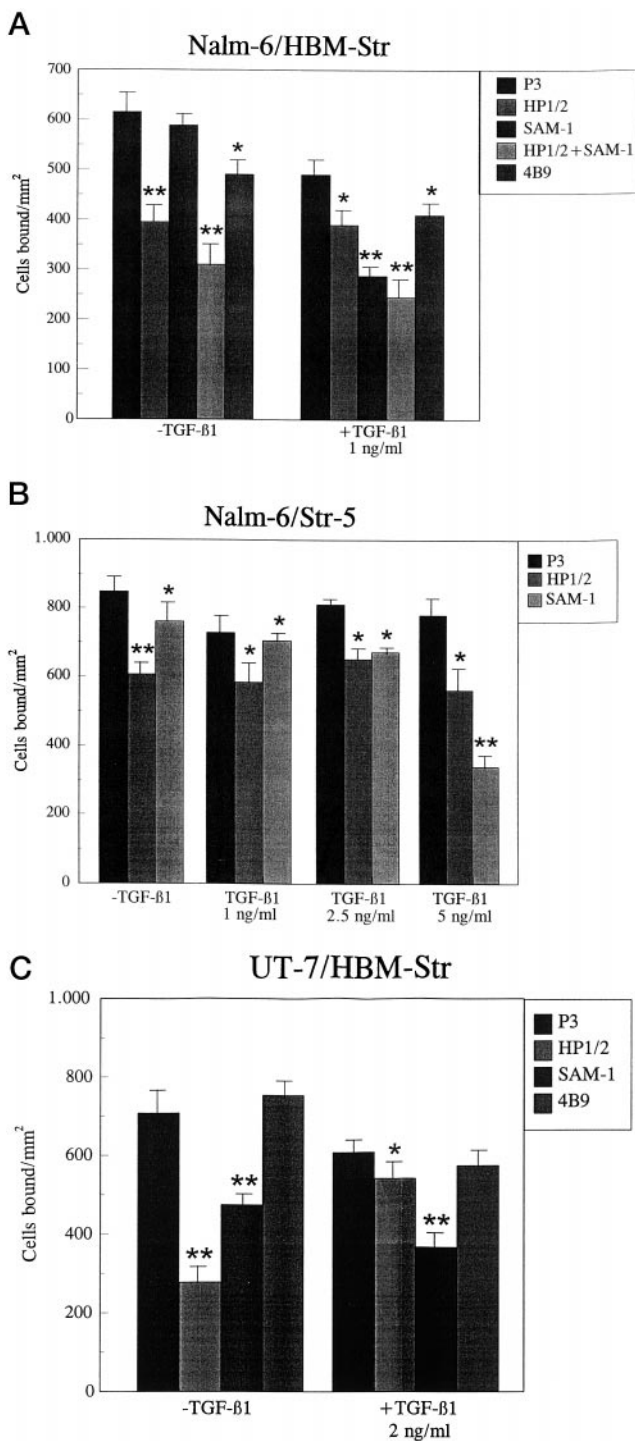 A
Nalm-6/HBM-Str
700
600
500
400
300
200
100
0
Cells bound/mm²
**
**
*
*
**
**
*
-TGF-ß1
+TGF-ß1
1 ng/ml
P3
HP1/2
SAM-1
HP1/2+SAM-1
4B9
B
Nalm-6/Str-5
1.000
800
600
400
200
0
Cells bound/mm²
**
*
*
*
*
*
*
**
-TGF-ß1
TGF-ß1
1 ng/ml
TGF-ß1
2.5 ng/ml
TGF-ß1
5 ng/ml
P3
HP1/2
SAM-1
C
UT-7/HBM-Str
1.000
800
600
400
200
0
Cells bound/mm²
**
**
*
**
-TGF-ß1
+TGF-ß1
2 ng/ml
P3
HP1/2
SAM-1
4B9